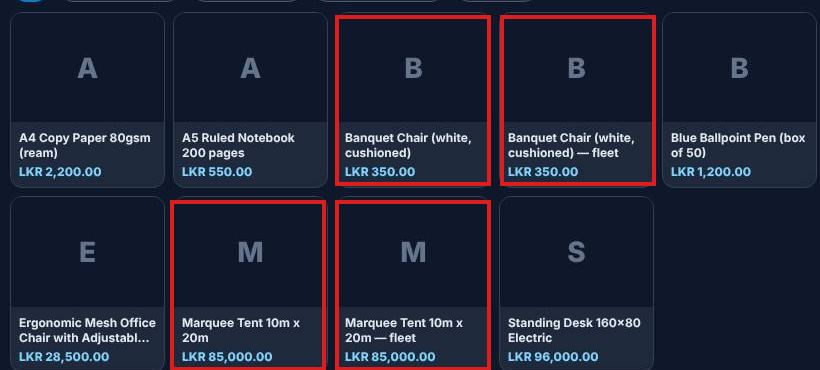 A
A
B
B
B
A4 Copy Paper 80gsm
(ream)
LKR 2,200.00
A5 Ruled Notebook
200 pages
LKR 550.00
Banquet Chair (white,
cushioned)
LKR 350.00
Banquet Chair (white,
cushioned) — fleet
LKR 350.00
Blue Ballpoint Pen (box
of 50)
LKR 1,200.00
E
M
M
S
Ergonomic Mesh Office
Chair with Adjustabl...
LKR 28,500.00
Marquee Tent 10m x
20m
LKR 85,000.00
Marquee Tent 10m x
20m — fleet
LKR 85,000.00
Standing Desk 160×80
Electric
LKR 96,000.00